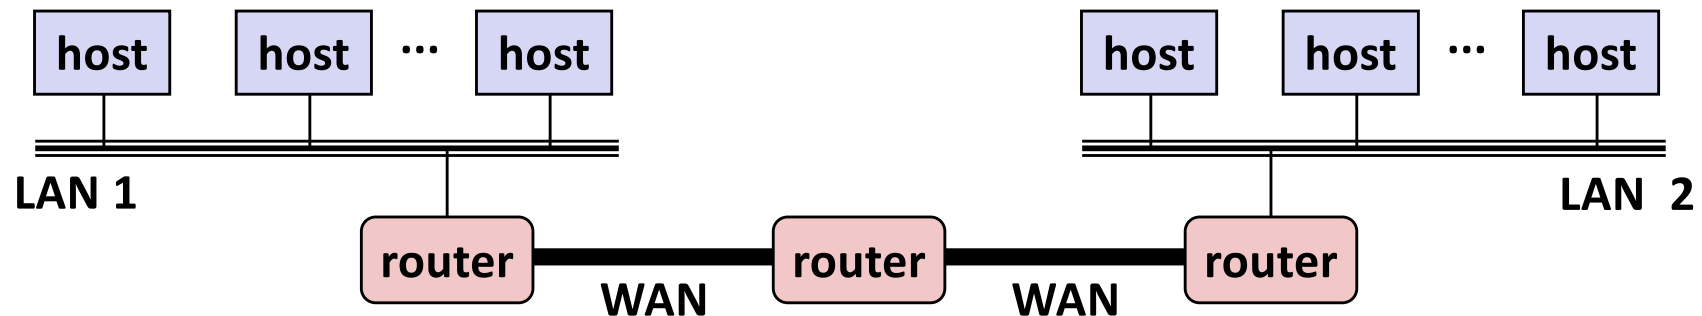 host host ... host host host ... host
LAN 1 LAN 2
router router router
WAN WAN